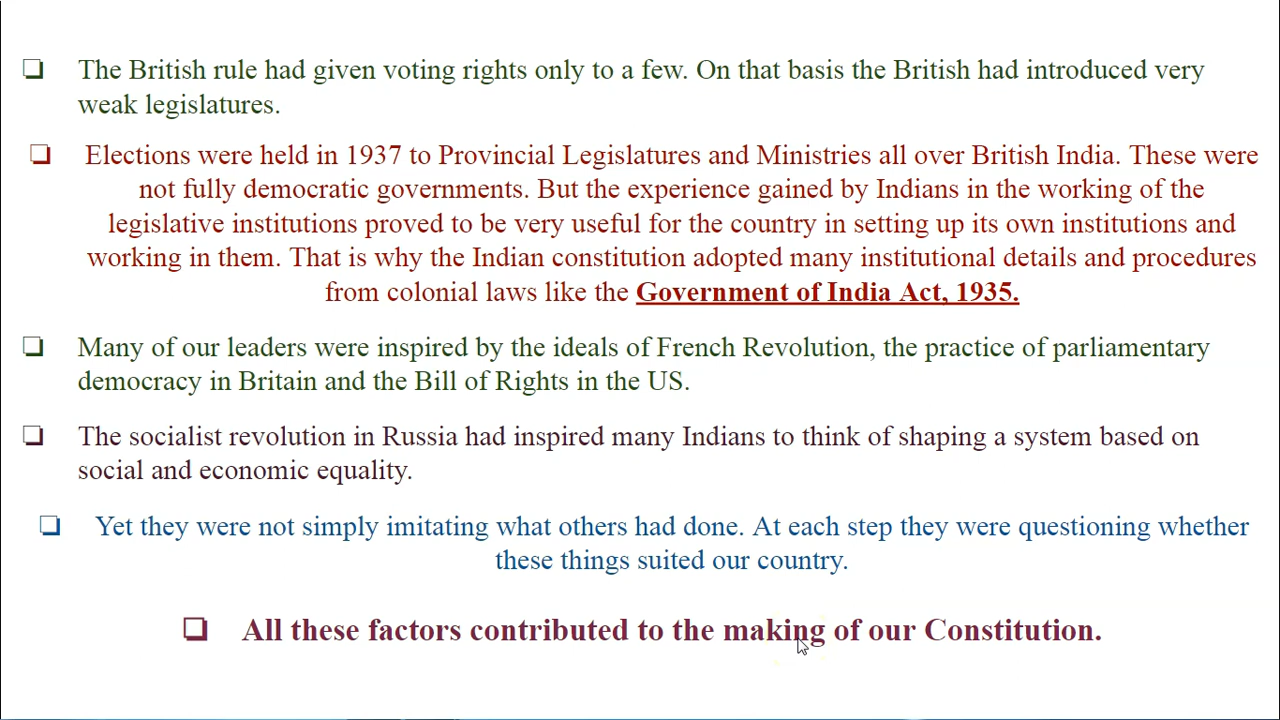 ❑ The British rule had given voting rights only to a few. On that basis the British had introduced very
weak legislatures.
❑ Elections were held in 1937 to Provincial Legislatures and Ministries all over British India. These were
not fully democratic governments. But the experience gained by Indians in the working of the
legislative institutions proved to be very useful for the country in setting up its own institutions and
working in them. That is why the Indian constitution adopted many institutional details and procedures
from colonial laws like the Government of India Act, 1935.
❑ Many of our leaders were inspired by the ideals of French Revolution, the practice of parliamentary
democracy in Britain and the Bill of Rights in the US.
❑ The socialist revolution in Russia had inspired many Indians to think of shaping a system based on
social and economic equality.
❑ Yet they were not simply imitating what others had done. At each step they were questioning whether
these things suited our country.
❑ All these factors contributed to the making of our Constitution.